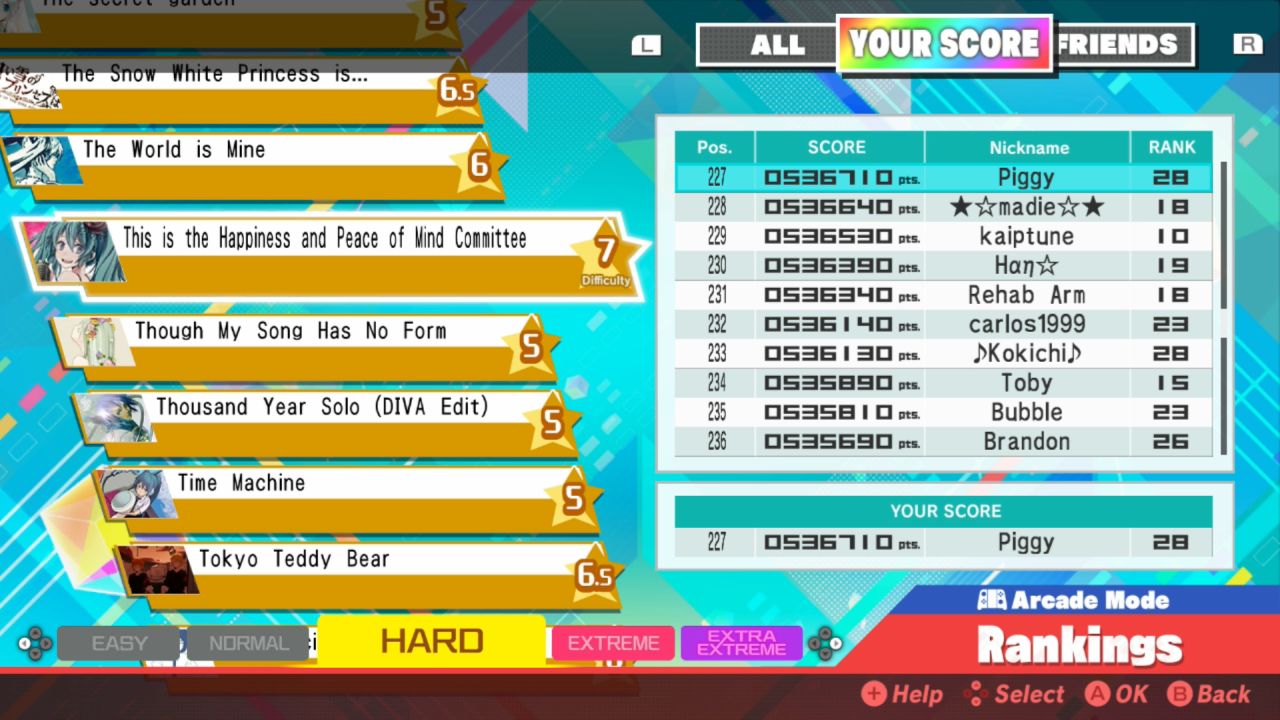 The secret garden
5
The Snow White Princess is...
6.5
The World is Mine
6
This is the Happiness and Peace of Mind Committee
7
Difficulty
Though My Song Has No Form
5
Thousand Year Solo (DIVA Edit)
5
Time Machine
5
Tokyo Teddy Bear
6.5
EASY NORMAL HARD EXTREME EXTRA EXTREME
L ALL YOUR SCORE FRIENDS R
Pos. SCORE Nickname RANK
227 0536710 pts. Piggy 28
228 0536640 pts. ★☆madie☆★ 18
229 0536530 pts. kaiptune 10
230 0536390 pts. Hαη☆ 19
231 0536340 pts. Rehab Arm 18
232 0536140 pts. carlos1999 23
233 0536130 pts. ♪Kokichi♪ 28
234 0535890 pts. Toby 15
235 0535810 pts. Bubble 23
236 0535690 pts. Brandon 26
YOUR SCORE
227 0536710 pts. Piggy 28
Arcade Mode
Rankings
+ Help Select A OK B Back